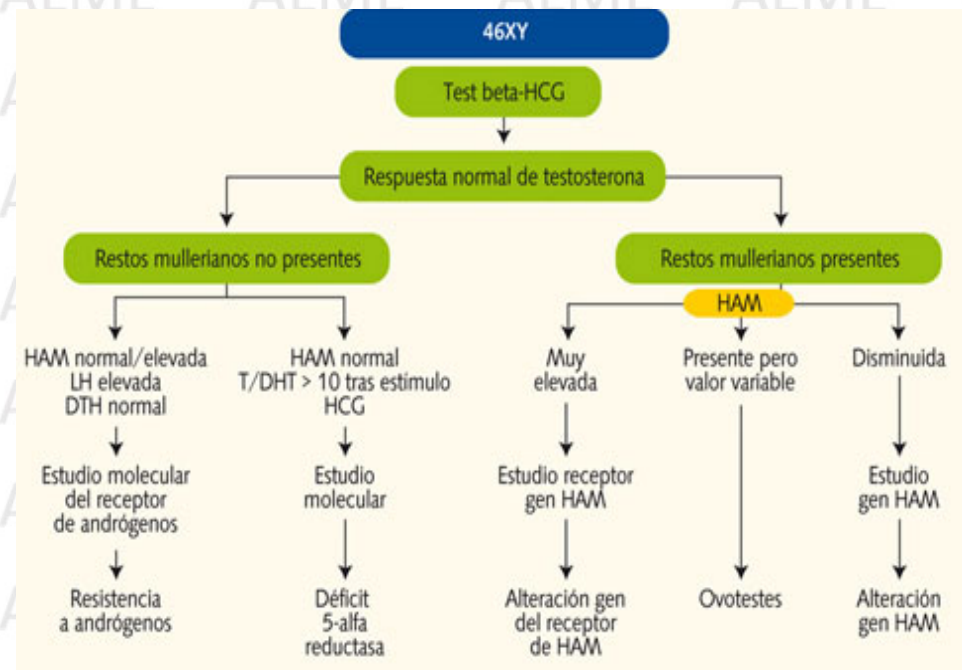 46XY
Test beta-HCG
Respuesta normal de testosterona
Restos mullerianos no presentes
Restos mullerianos presentes
HAM
HAM normal/elevada
LH elevada
DTH normal
HAM normal
T/DHT > 10 tras estímulo
HCG
Muy
elevada
Presente pero
valor variable
Disminuida
Estudio molecular
del receptor
de andrógenos
Estudio
molecular
Estudio receptor
gen HAM
Estudio
gen HAM
Resistencia
a andrógenos
Déficit
5-alfa
reductasa
Alteración gen
del receptor
de HAM
Ovotestes
Alteración
gen HAM